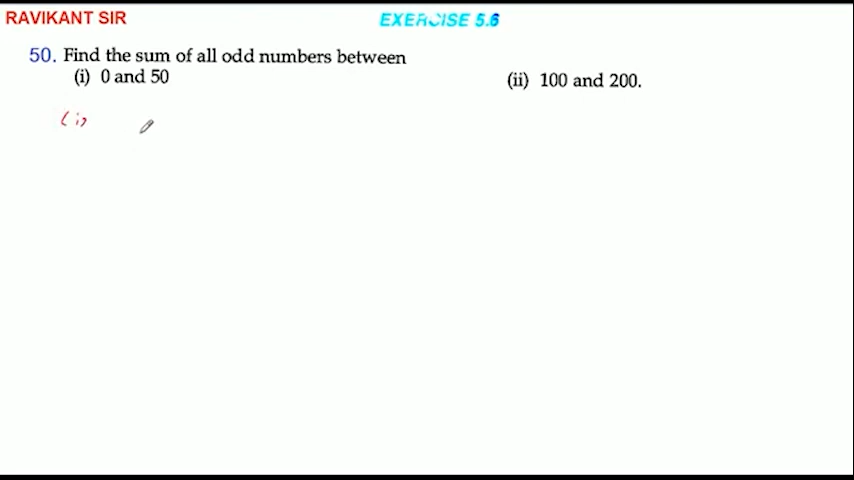 RAVIKANT SIR
EXERCISE 5.6
50. Find the sum of all odd numbers between
(i) 0 and 50
(ii) 100 and 200.
(i)